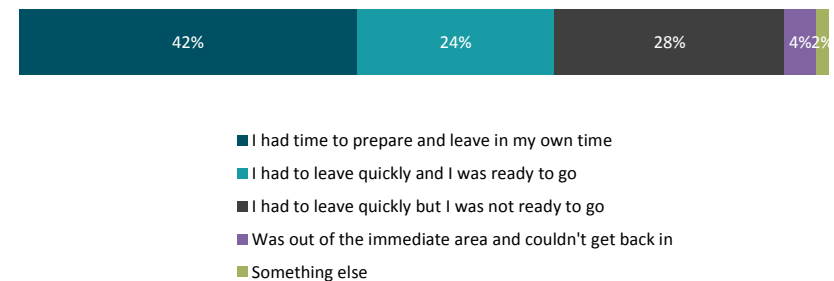 42% 24% 28% 4% 2%
I had time to prepare and leave in my own time
I had to leave quickly and I was ready to go
I had to leave quickly but I was not ready to go
Was out of the immediate area and couldn't get back in
Something else